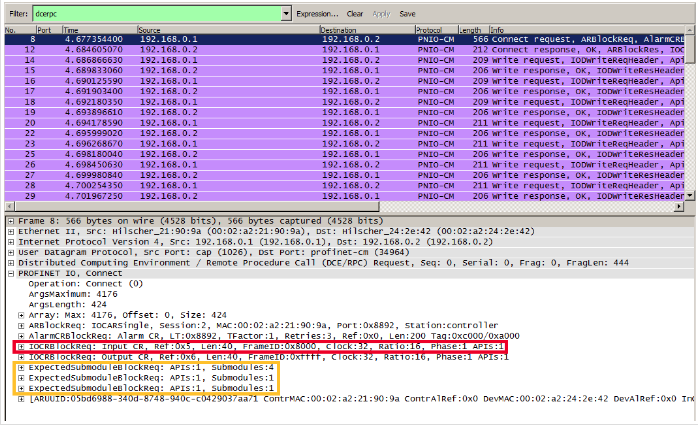 Filter: dcerpc Expression... Clear Apply Save
No. Port Time Source Destination Protocol Length Info
8 4.677354400 192.168.0.1 192.168.0.2 PNIO-CM 566 Connect request, ARBlockReq, AlarmCRB
12 4.684605070 192.168.0.2 192.168.0.1 PNIO-CM 212 Connect response, OK, ARBlockRes, IOC
14 4.686866630 192.168.0.1 192.168.0.2 PNIO-CM 209 Write request, IODWriteReqHeader, Api
15 4.689833060 192.168.0.2 192.168.0.1 PNIO-CM 206 Write response, OK, IODWriteResHeader
16 4.690125590 192.168.0.1 192.168.0.2 PNIO-CM 209 Write request, IODWriteReqHeader, Api
17 4.691903400 192.168.0.2 192.168.0.1 PNIO-CM 206 Write response, OK, IODWriteResHeader
18 4.692180350 192.168.0.1 192.168.0.2 PNIO-CM 209 Write request, IODWriteReqHeader, Api
19 4.693896610 192.168.0.2 192.168.0.1 PNIO-CM 206 Write response, OK, IODWriteResHeader
20 4.694178590 192.168.0.1 192.168.0.2 PNIO-CM 211 Write request, IODWriteReqHeader, Api
22 4.695999020 192.168.0.2 192.168.0.1 PNIO-CM 206 Write response, OK, IODWriteResHeader
23 4.696268670 192.168.0.1 192.168.0.2 PNIO-CM 211 Write request, IODWriteReqHeader, Api
25 4.698180040 192.168.0.2 192.168.0.1 PNIO-CM 206 Write response, OK, IODWriteResHeader
26 4.698450630 192.168.0.1 192.168.0.2 PNIO-CM 211 Write request, IODWriteReqHeader, Api
27 4.699980840 192.168.0.2 192.168.0.1 PNIO-CM 206 Write response, OK, IODWriteResHeader
28 4.700254350 192.168.0.1 192.168.0.2 PNIO-CM 211 Write request, IODWriteReqHeader, Api
29 4.701967250 192.168.0.2 192.168.0.1 PNIO-CM 206 Write response, OK, IODWriteResHeader
Frame 8: 566 bytes on wire (4528 bits), 566 bytes captured (4528 bits)
Ethernet II, Src: Hilscher_21:90:9a (00:02:a2:21:90:9a), Dst: Hilscher_24:2e:42 (00:02:a2:24:2e:42)
Internet Protocol Version 4, Src: 192.168.0.1 (192.168.0.1), Dst: 192.168.0.2 (192.168.0.2)
User Datagram Protocol, Src Port: cap (1026), Dst Port: profinet-cm (34964)
Distributed Computing Environment / Remote Procedure Call (DCE/RPC) Request, Seq: 0, Serial: 0, Frag: 0, FragLen: 444
PROFINET IO, Connect
Operation: Connect (0)
ArgsMaximum: 4176
ArgsLength: 424
Array: Max: 4176, Offset: 0, Size: 424
ARBlockReq: IOCARSingle, Session:2, MAC:00:02:a2:21:90:9a, Port:0x8892, Station:controller
AlarmCRBlockReq: Alarm CR, LT:0x8892, TFactor:1, Retries:3, Ref:0x0, Len:200 Tag:0xc000/0xa000
IOCRBlockReq: Input CR, Ref:0x5, Len:40, FrameID:0x8000, Clock:32, Ratio:16, Phase:1 APIs:1
IOCRBlockReq: Output CR, Ref:0x6, Len:40, FrameID:0xffff, Clock:32, Ratio:16, Phase:1 APIs:1
ExpectedSubmoduleBlockReq: APIs:1, Submodules:4
ExpectedSubmoduleBlockReq: APIs:1, Submodules:1
ExpectedSubmoduleBlockReq: APIs:1, Submodules:1
[ARUUID:05bd6988-340d-8748-940c-c0429037aa71 ContrMAC:00:02:a2:21:90:9a ContrAlRef:0x0 DevMAC:00:02:a2:24:2e:42 DevAlRef:0x0 In